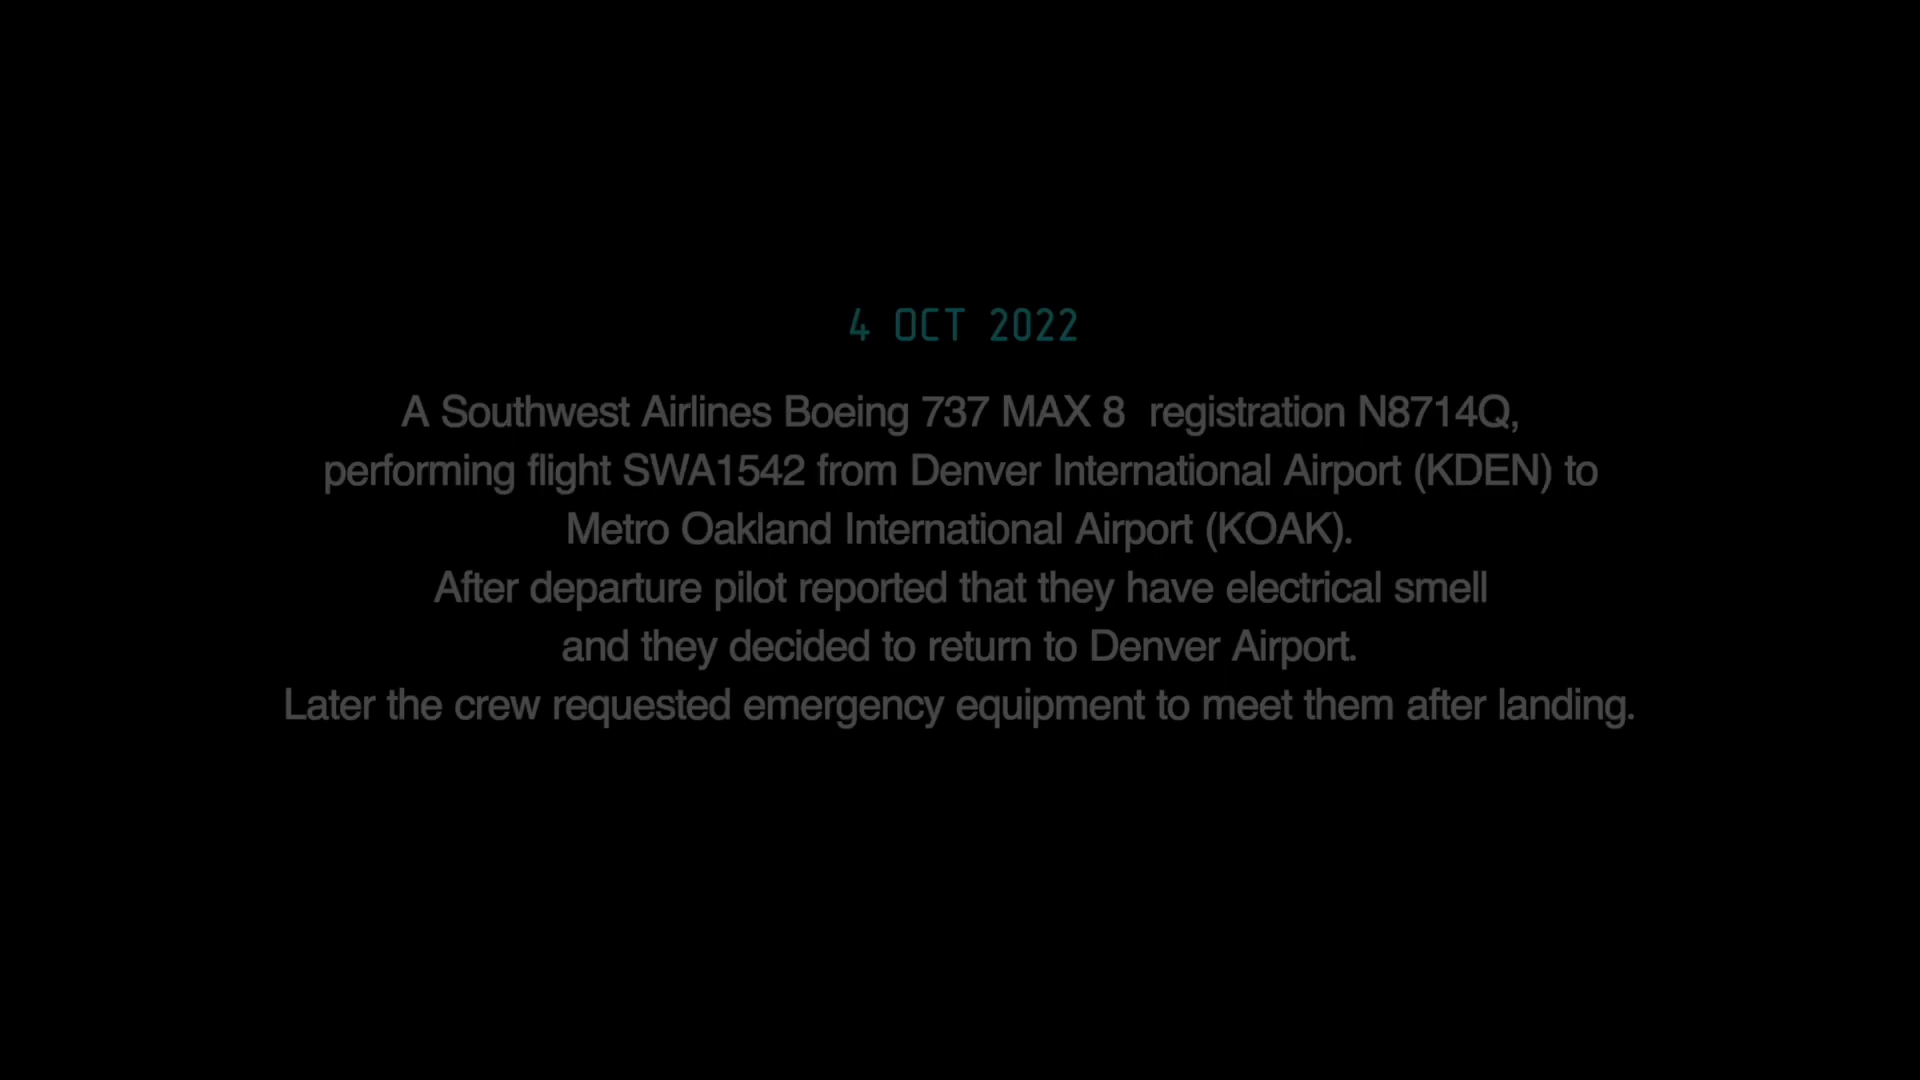 4 OCT 2022
A Southwest Airlines Boeing 737 MAX 8  registration N8714Q,
performing flight SWA1542 from Denver International Airport (KDEN) to
Metro Oakland International Airport (KOAK).
After departure pilot reported that they have electrical smell
and they decided to return to Denver Airport.
Later the crew requested emergency equipment to meet them after landing.